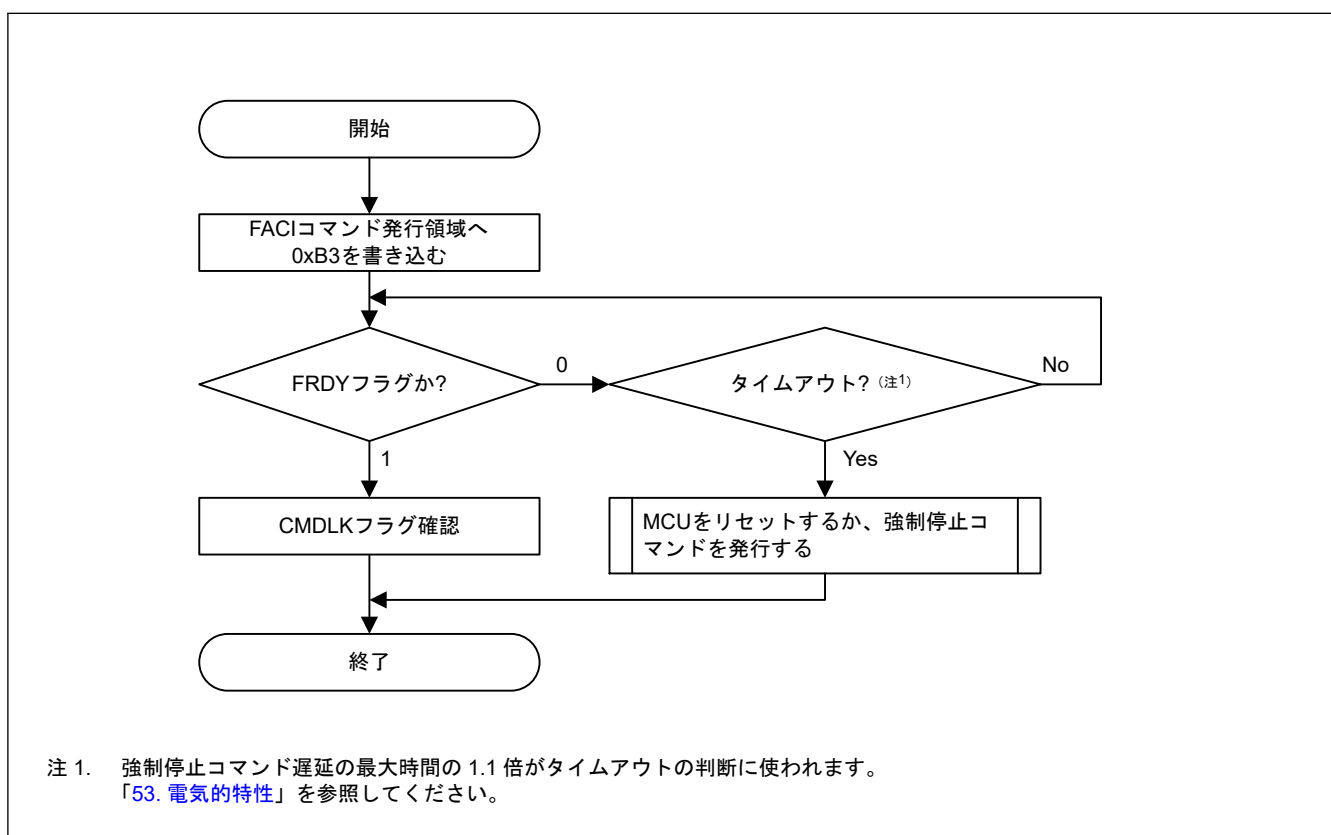 開始
FACIコマンド発行領域へ
0xB3を書き込む
FRDYフラグか?
0
タイムアウト? (注1)
No
1
Yes
CMDLKフラグ確認
MCUをリセットするか、強制停止コ
マンドを発行する
終了
注 1. 強制停止コマンド遅延の最大時間の 1.1 倍がタイムアウトの判断に使われます。
「53. 電気的特性」を参照してください。